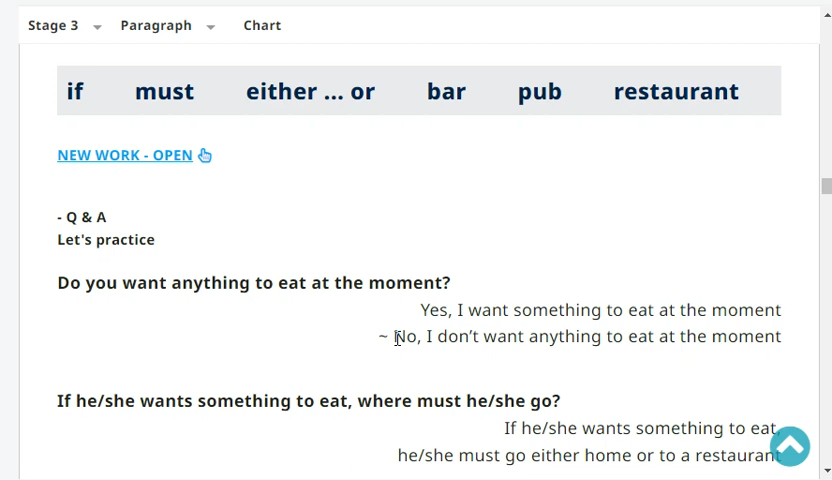 Stage 3 Paragraph Chart
if must either ... or bar pub restaurant
NEW WORK - OPEN
- Q & A
Let's practice
Do you want anything to eat at the moment?
Yes, I want something to eat at the moment
~ No, I don’t want anything to eat at the moment
If he/she wants something to eat, where must he/she go?
If he/she wants something to eat,
he/she must go either home or to a restaurant